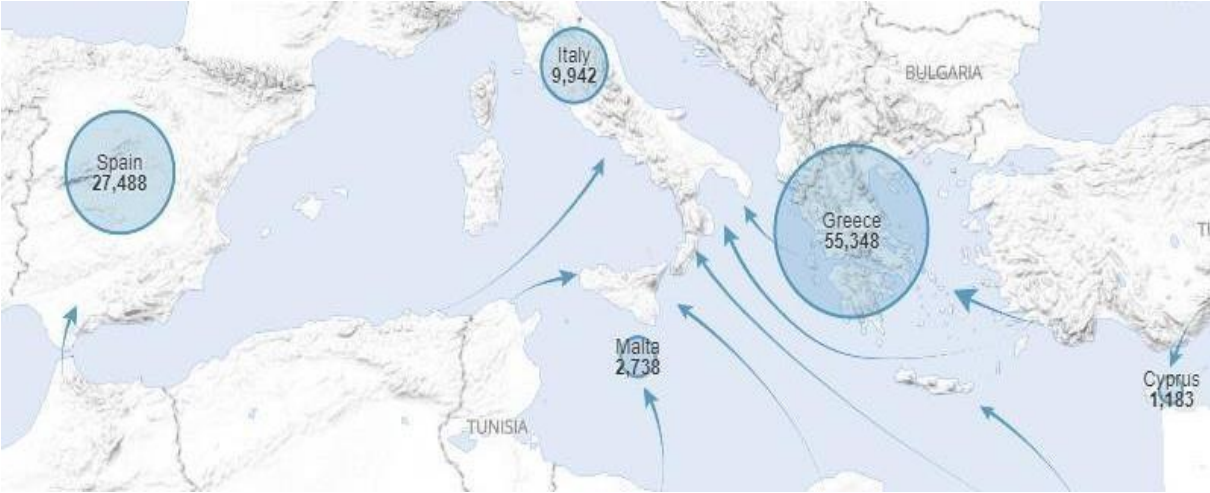 Italy
9,942
BULGARIA
Spain
27,488
Greece
55,348
Malta
2,738
Cyprus
1,183
TUNISIA